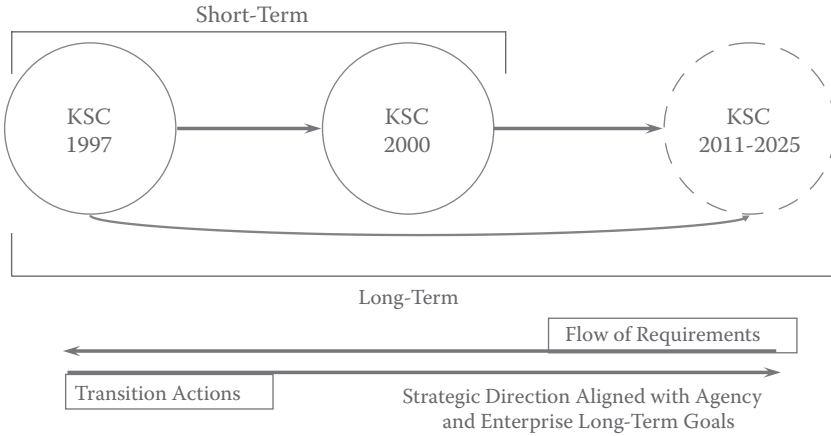 Short-Term
KSC
1997
KSC
2000
KSC
2011-2025
Long-Term
Flow of Requirements
Transition Actions
Strategic Direction Aligned with Agency
and Enterprise Long-Term Goals